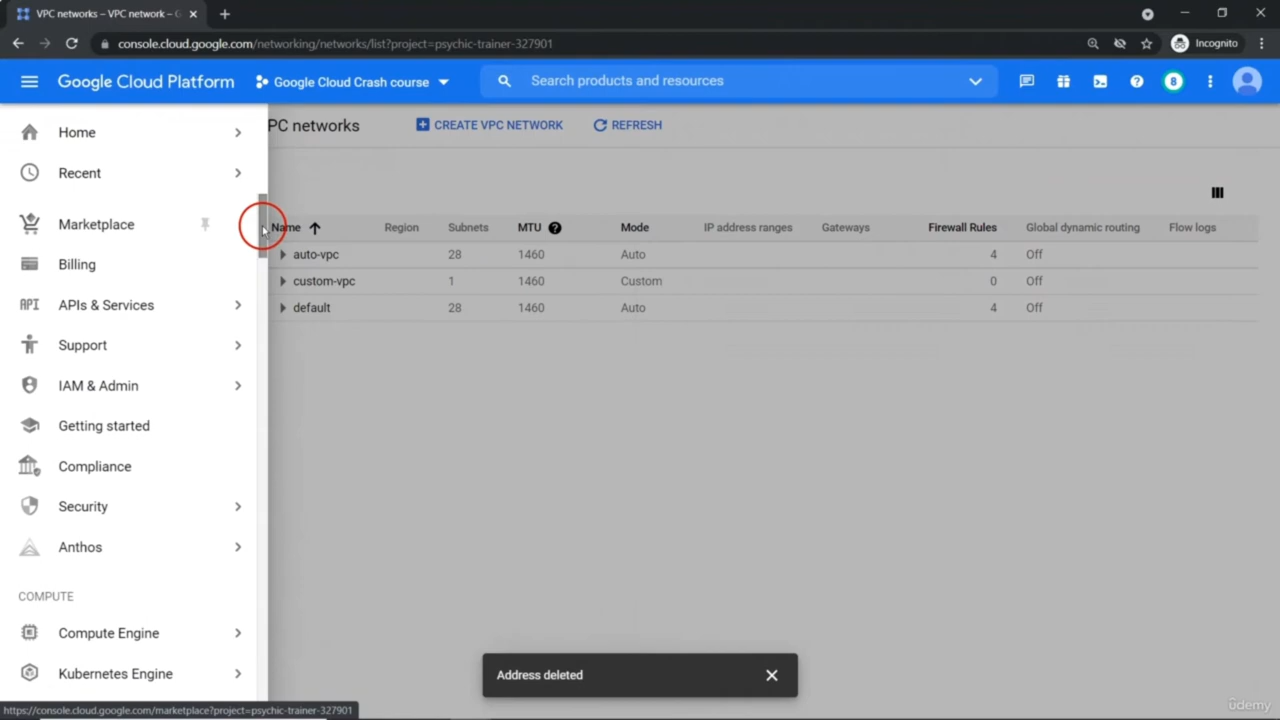 VPC networks – VPC network – G
console.cloud.google.com/networking/networks/list?project=psychic-trainer-327901
Incognito
Google Cloud Platform
Google Cloud Crash course
Search products and resources
8
Home
Recent
Marketplace
Billing
API
APIs & Services
Support
IAM & Admin
Getting started
Compliance
Security
Anthos
COMPUTE
Compute Engine
Kubernetes Engine
PC networks
CREATE VPC NETWORK
REFRESH
Name Region Subnets MTU Mode IP address ranges Gateways Firewall Rules Global dynamic routing Flow logs
auto-vpc 28 1460 Auto 4 Off
custom-vpc 1 1460 Custom 0 Off
default 28 1460 Auto 4 Off
Address deleted
https://console.cloud.google.com/marketplace?project=psychic-trainer-327901
ûdemy